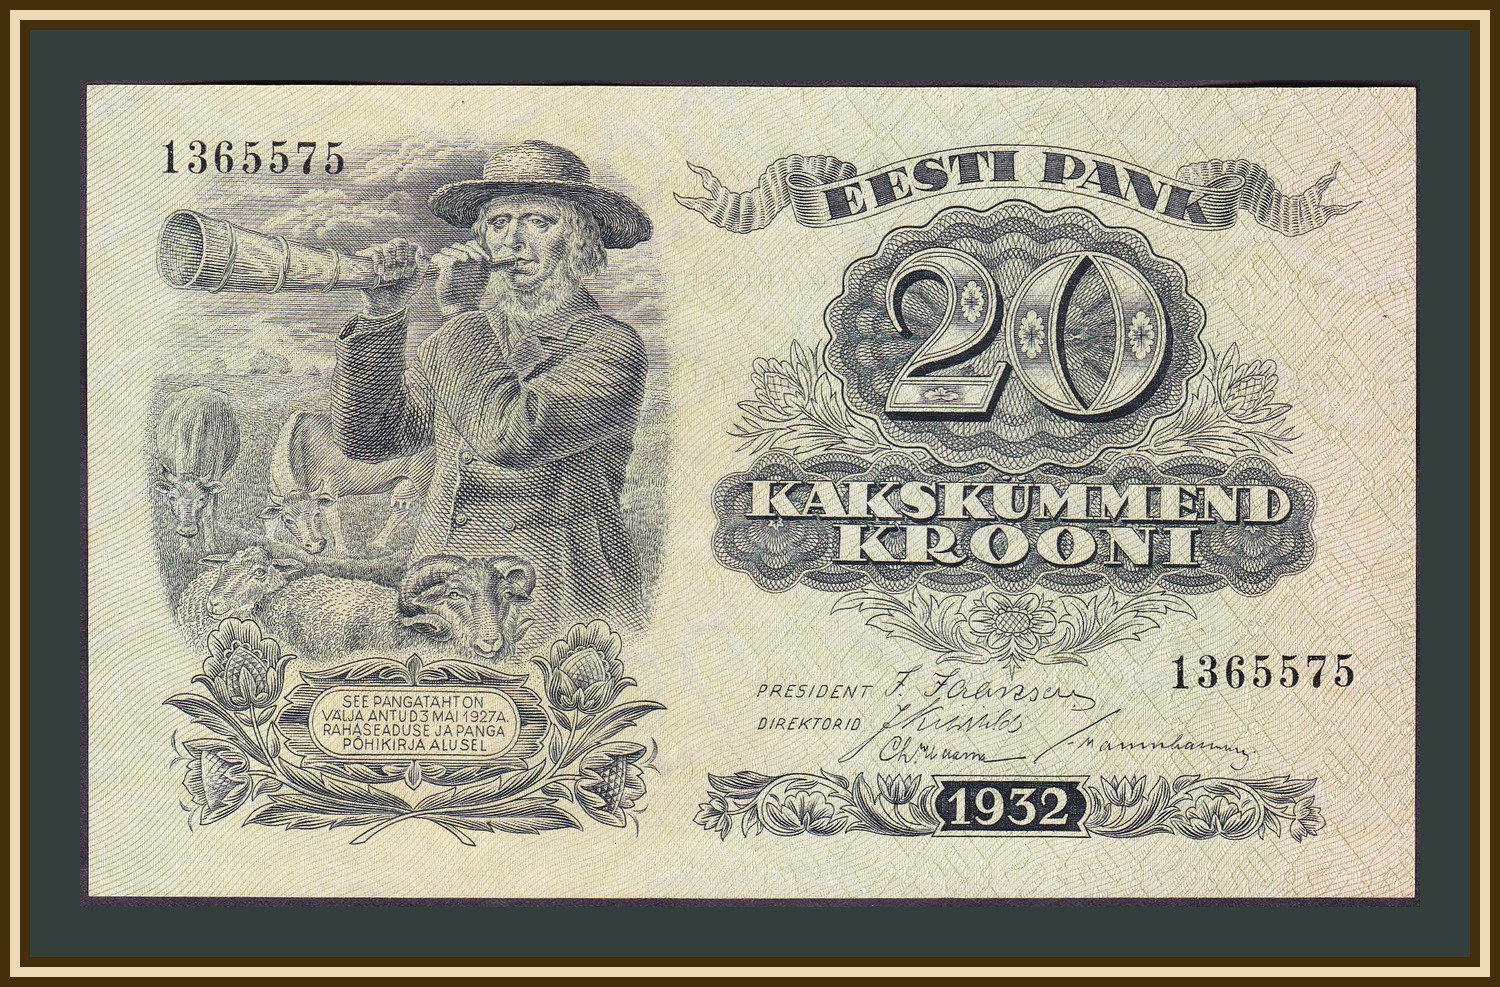 1365575
EESTI PANK
20
KAKSKÜMMEND
KROONI
SEE PANGATÄHT ON
VÄLJA ANTUD 3 MAI 1927 A.
RAHASEADUSE JA PANGA
PÕHIKIRJA ALUSEL
1365575
PRESIDENT
DIREKTORID
1932